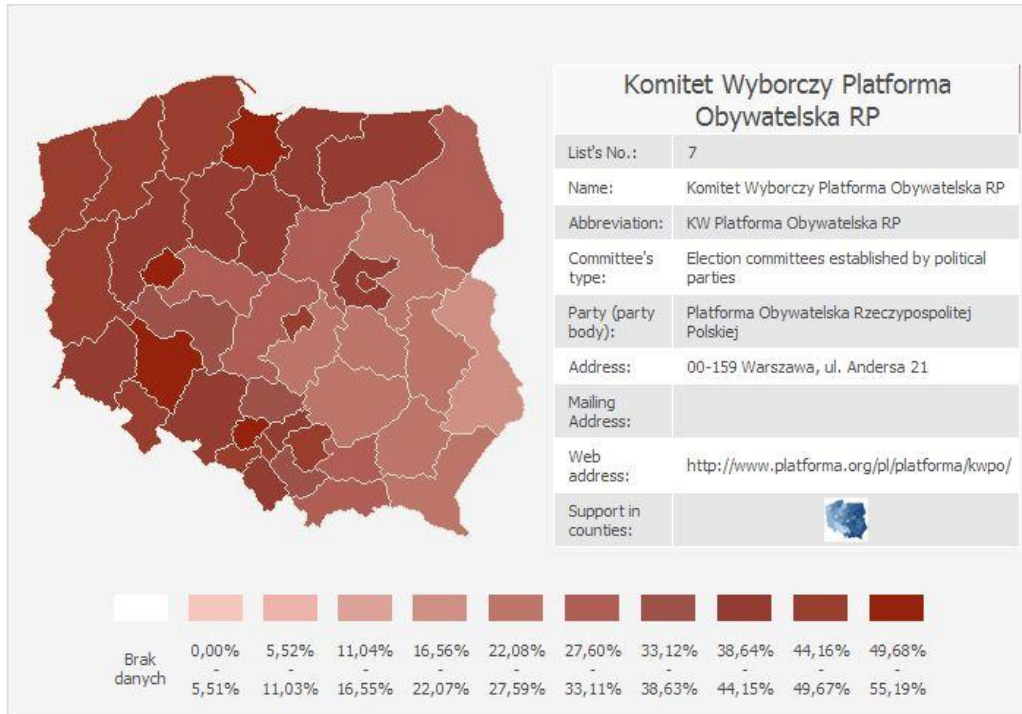 Komitet Wyborczy Platforma
Obywatelska RP
List's No.: 7
Name: Komitet Wyborczy Platforma Obywatelska RP
Abbreviation: KW Platforma Obywatelska RP
Committee's type: Election committees established by political parties
Party (party body): Platforma Obywatelska Rzeczypospolitej Polskiej
Address: 00-159 Warszawa, ul. Andersa 21
Mailing Address:
Web address: http://www.platforma.org/pl/platforma/kwpo/
Support in counties:
Brak danych
0,00% - 5,51%
5,52% - 11,03%
11,04% - 16,55%
16,56% - 22,07%
22,08% - 27,59%
27,60% - 33,11%
33,12% - 38,63%
38,64% - 44,15%
44,16% - 49,67%
49,68% - 55,19%